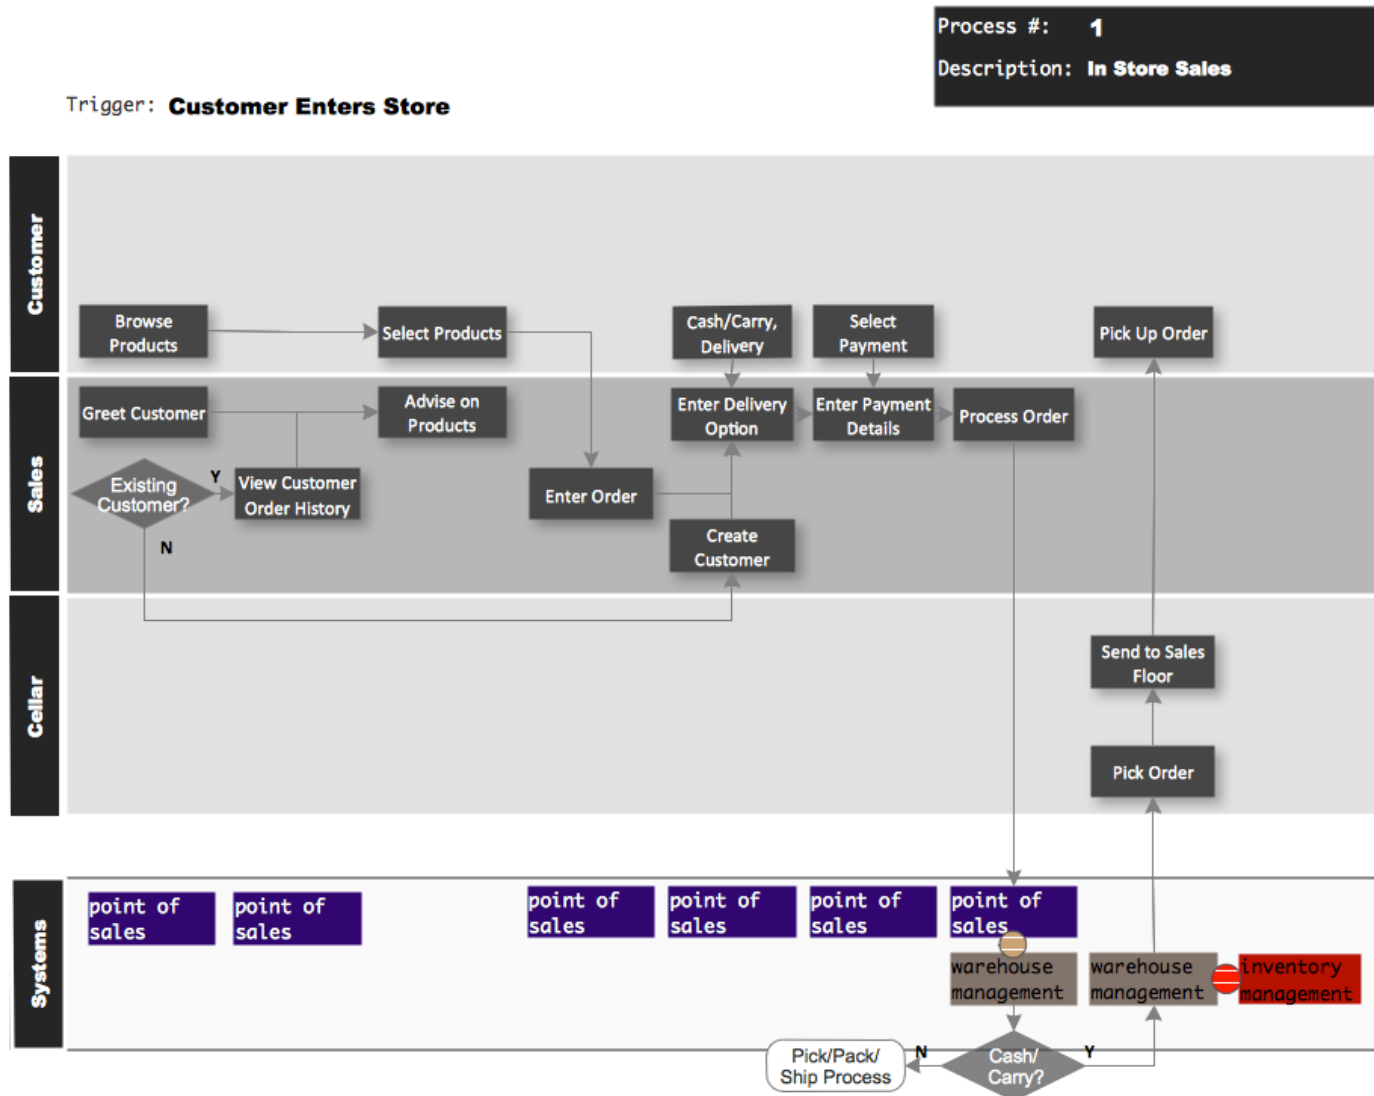 Process #: 1
Description: In Store Sales
Trigger: Customer Enters Store
Customer
Browse
Products
Select Products
Cash/Carry,
Delivery
Select
Payment
Pick Up Order
Sales
Greet Customer
Advise on
Products
Enter Delivery
Option
Enter Payment
Details
Process Order
Existing
Customer?
Y
N
View Customer
Order History
Enter Order
Create
Customer
Cellar
Send to Sales
Floor
Pick Order
Systems
point of
sales
point of
sales
point of
sales
point of
sales
point of
sales
point of
sales
warehouse
management
warehouse
management
inventory
management
Pick/Pack/
Ship Process
N
Cash/
Carry?
Y